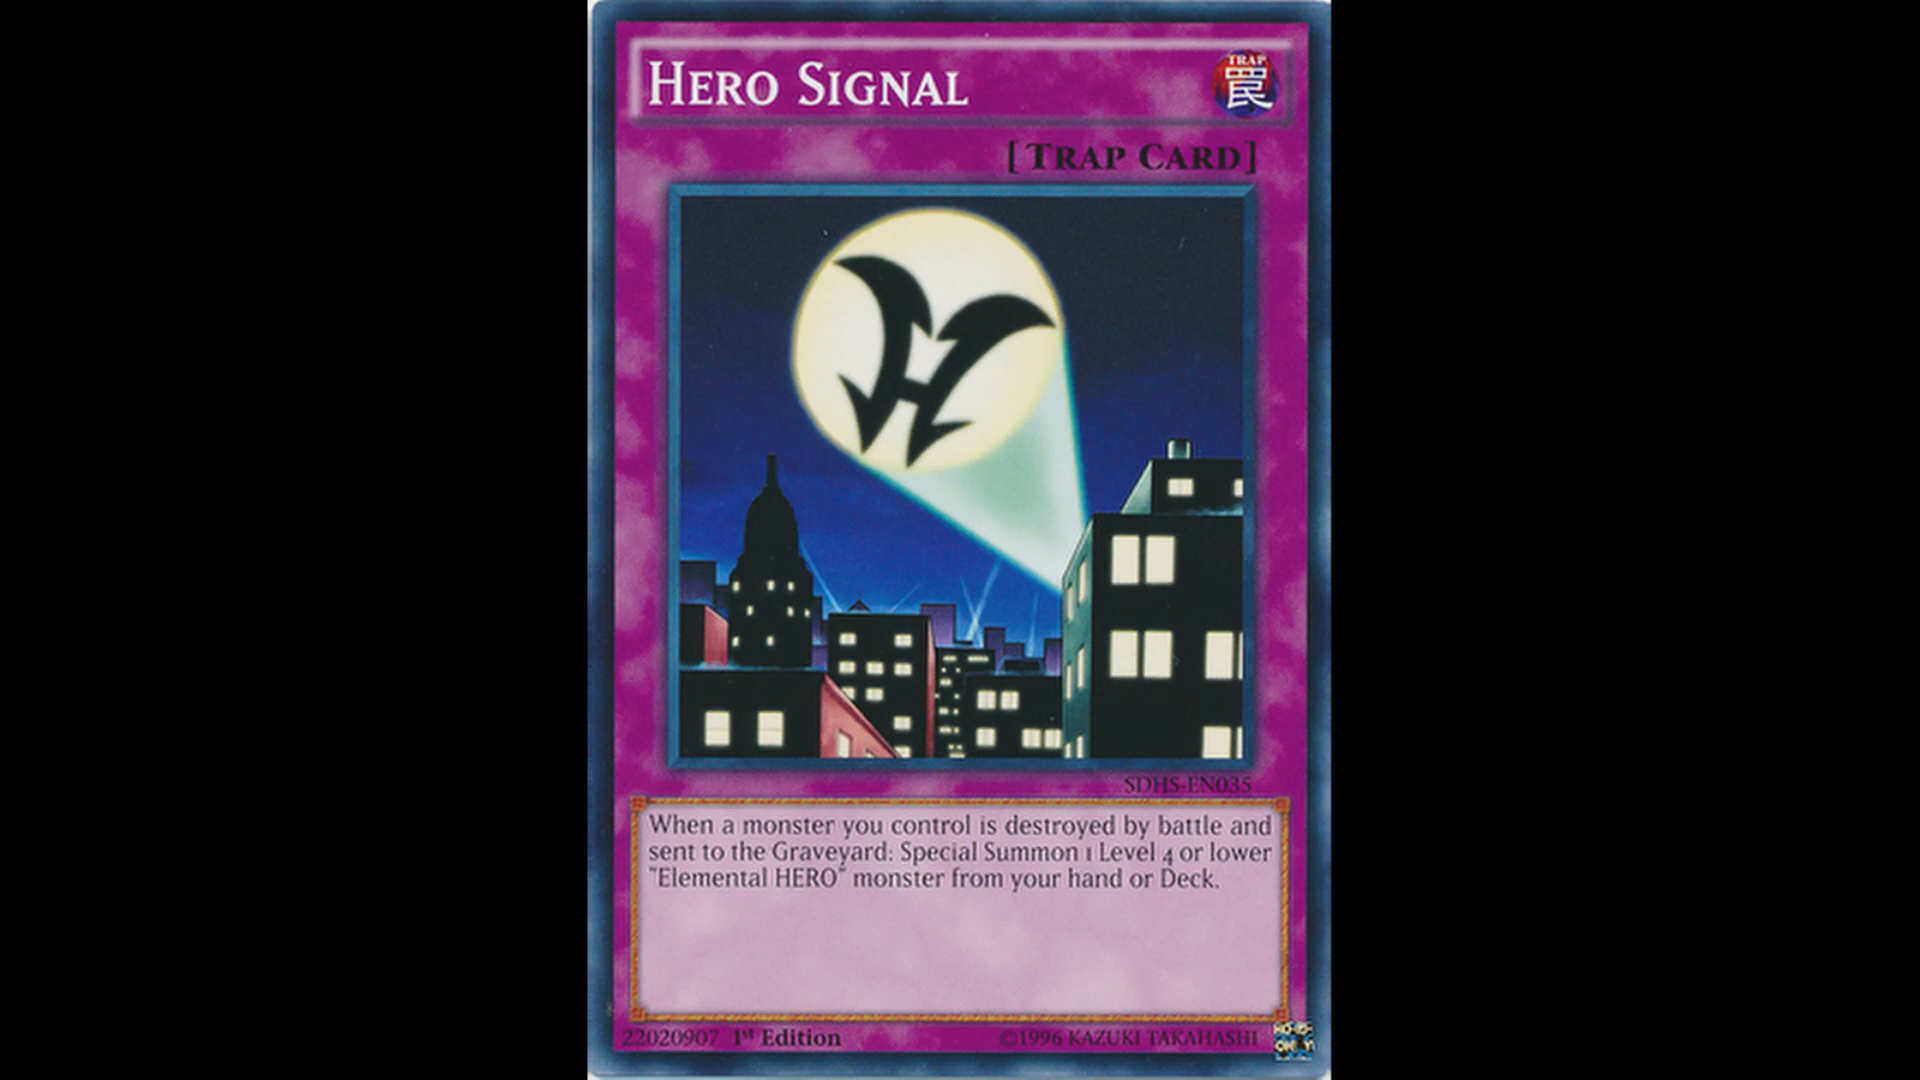 HERO SIGNAL
TRAP
罠
[TRAP CARD]
H
SDHS-EN035
When a monster you control is destroyed by battle and
sent to the Graveyard: Special Summon 1 Level 4 or lower
"Elemental HERO" monster from your hand or Deck.
22020907 1st Edition
©1996 KAZUKI TAKAHASHI